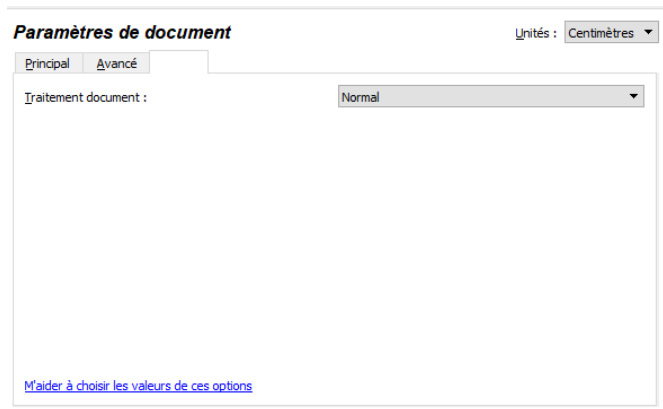 Paramètres de document
Unités : Centimètres
Principal Avancé
Traitement document : Normal
M'aider à choisir les valeurs de ces options